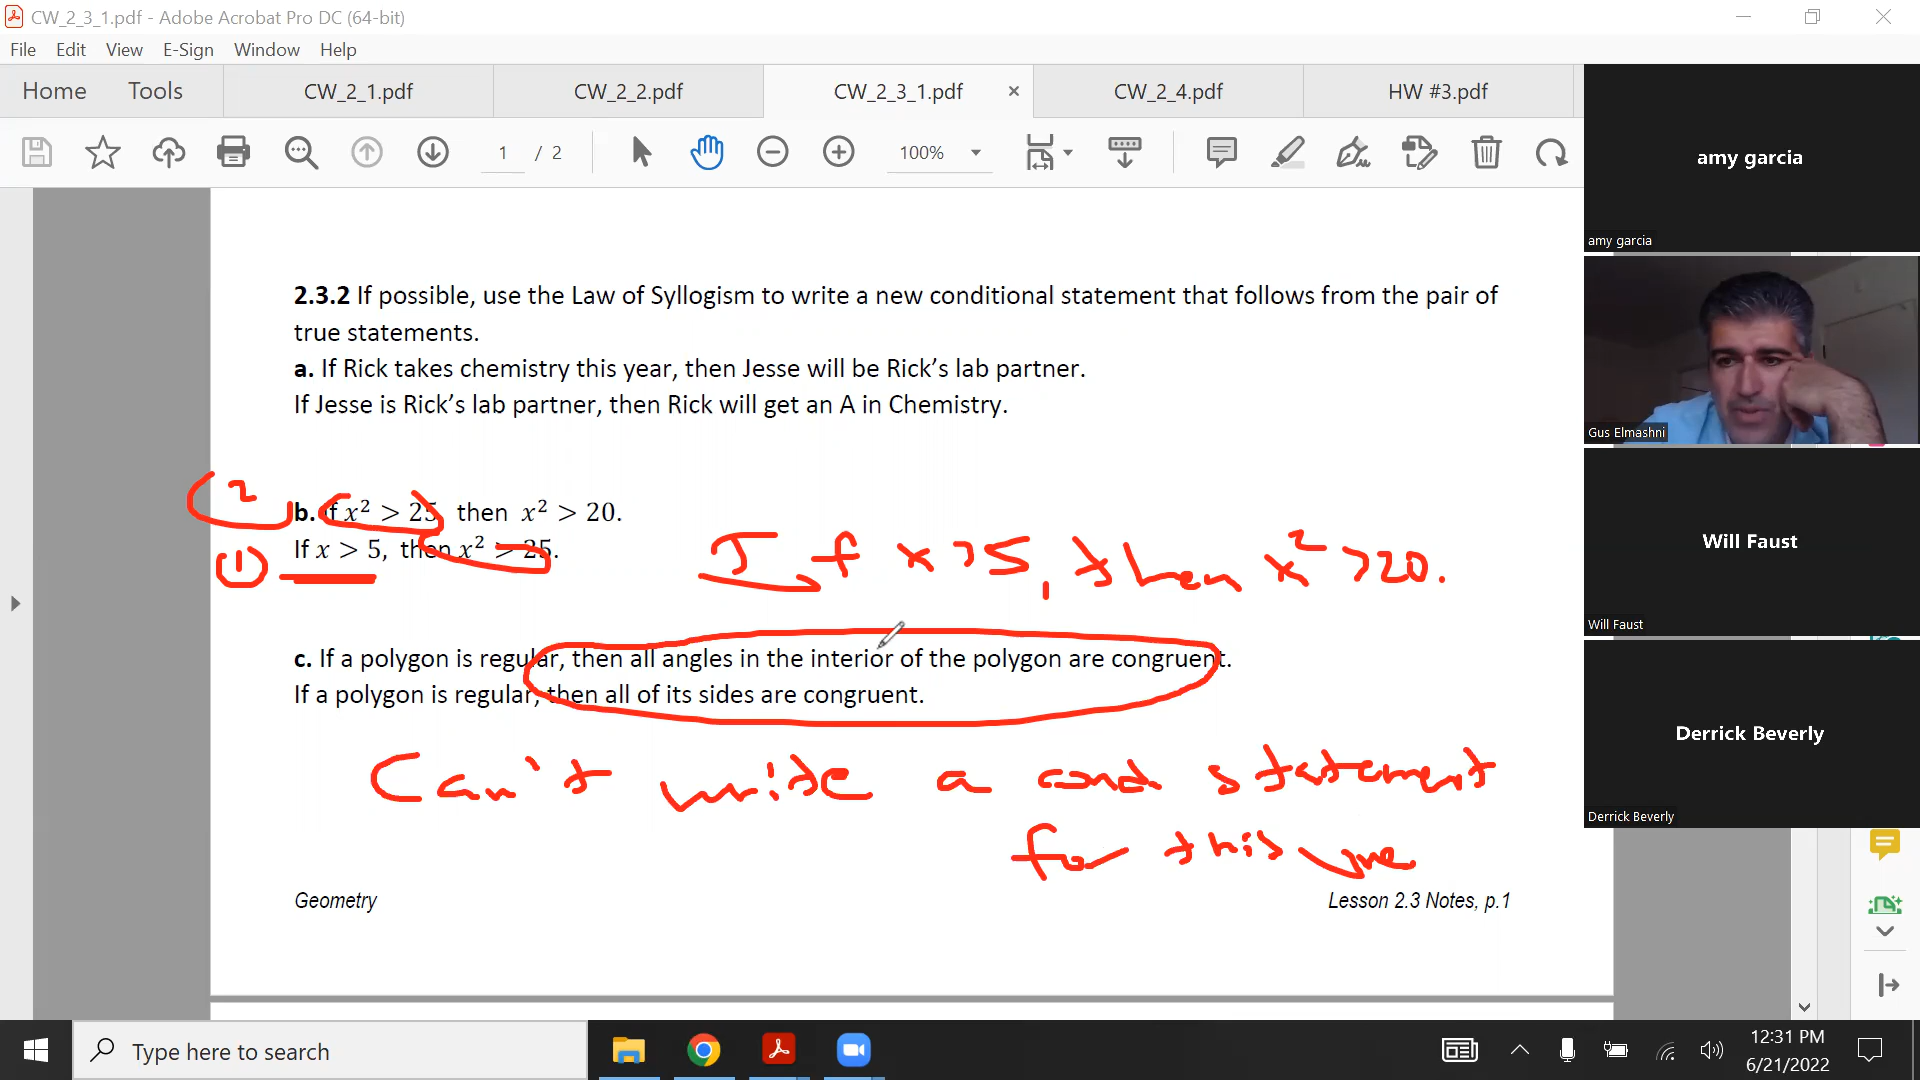 CW_2_3_1.pdf - Adobe Acrobat Pro DC (64-bit)
File Edit View E-Sign Window Help
Home Tools CW_2_1.pdf CW_2_2.pdf CW_2_3_1.pdf × CW_2_4.pdf HW #3.pdf
1 / 2 100%
2.3.2 If possible, use the Law of Syllogism to write a new conditional statement that follows from the pair of
true statements.
a. If Rick takes chemistry this year, then Jesse will be Rick's lab partner.
If Jesse is Rick's lab partner, then Rick will get an A in Chemistry.
2
b. If x² > 25 then x² > 20.
1
If x > 5, then x² > 25.
If x > 5, then x² > 20.
c. If a polygon is regular, then all angles in the interior of the polygon are congruent.
If a polygon is regular, then all of its sides are congruent.
Can't write a cond statement
for this one
Geometry Lesson 2.3 Notes, p.1
amy garcia
amy garcia
Gus Elmashni
Will Faust
Will Faust
Derrick Beverly
Derrick Beverly
Type here to search
12:31 PM
6/21/2022